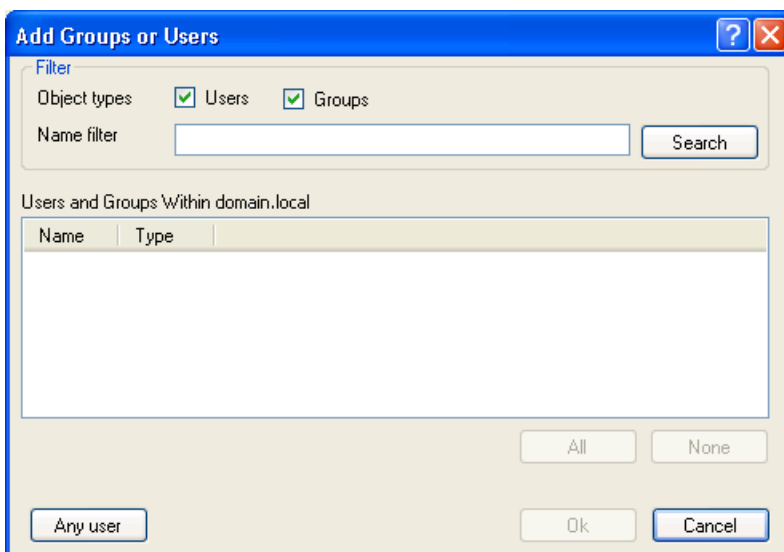 Add Groups or Users
Filter
Object types Users Groups
Name filter Search
Users and Groups Within domain.local
Name Type
All None
Any user Ok Cancel